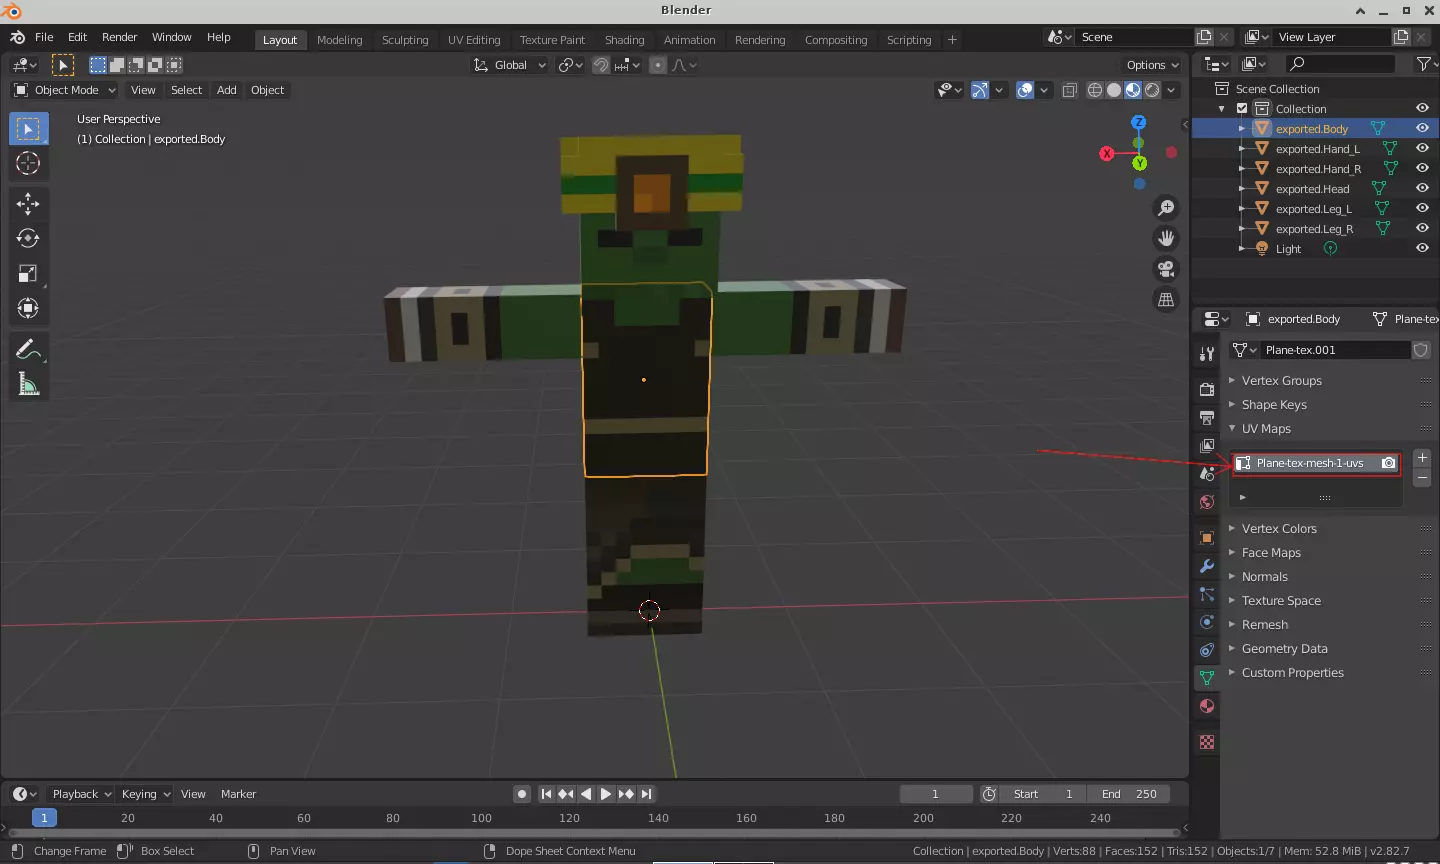 Blender
File Edit Render Window Help
Layout Modeling Sculpting UV Editing Texture Paint Shading Animation Rendering Compositing Scripting +
Scene View Layer
Global Options
Object Mode View Select Add Object
User Perspective
(1) Collection | exported.Body
Z
X
Y
Scene Collection
Collection
exported.Body
exported.Hand_L
exported.Hand_R
exported.Head
exported.Leg_L
exported.Leg_R
Light
exported.Body Plane-tex
Plane-tex.001
Vertex Groups
Shape Keys
UV Maps
Plane-tex-mesh-1-uvs
Vertex Colors
Face Maps
Normals
Texture Space
Remesh
Geometry Data
Custom Properties
Playback Keying View Marker 1 Start 1 End 250
1 20 40 60 80 100 120 140 160 180 200 220 240
Change Frame Box Select Pan View Dope Sheet Context Menu Collection | exported.Body | Verts:88 | Faces:152 | Tris:152 | Objects:1/7 | Mem: 52.8 MiB | v2.82.7